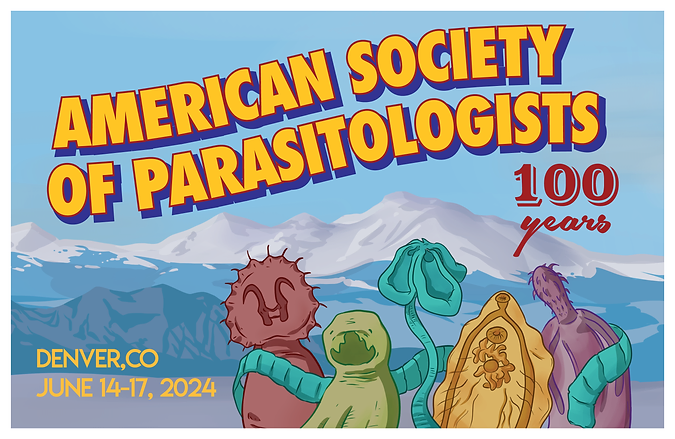 AMERICAN SOCIETY
OF PARASITOLOGISTS
100
years
DENVER,CO
JUNE 14-17, 2024